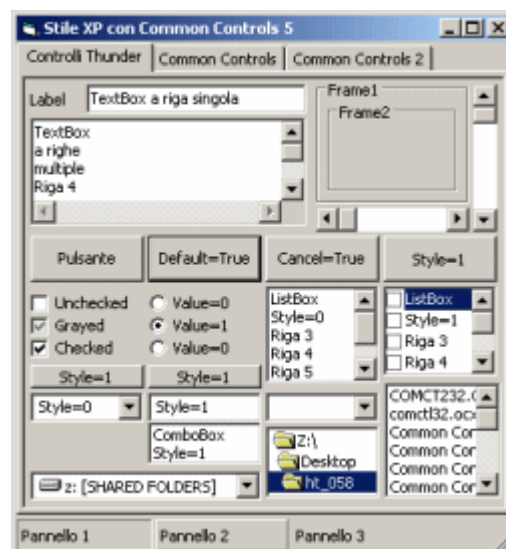 Stile XP con Common Controls 5
Controlli Thunder Common Controls Common Controls 2
Label TextBox a riga singola
Frame1
Frame2
TextBox
a righe
multiple
Riga 4
Pulsante Default=True Cancel=True Style=1
Unchecked
Grayed
Checked
Value=0
Value=1
Value=0
ListBox
Style=0
Riga 3
Riga 4
Riga 5
ListBox
Style=1
Riga 3
Riga 4
Style=1 Style=1
Style=0 Style=1
ComboBox
Style=1
Z:\
Desktop
ht_058
COMCT232.
comctl32.oc
Common Cor
Common Cor
Common Cor
Common Cor
z: [SHARED FOLDERS]
Pannello 1 Pannello 2 Pannello 3